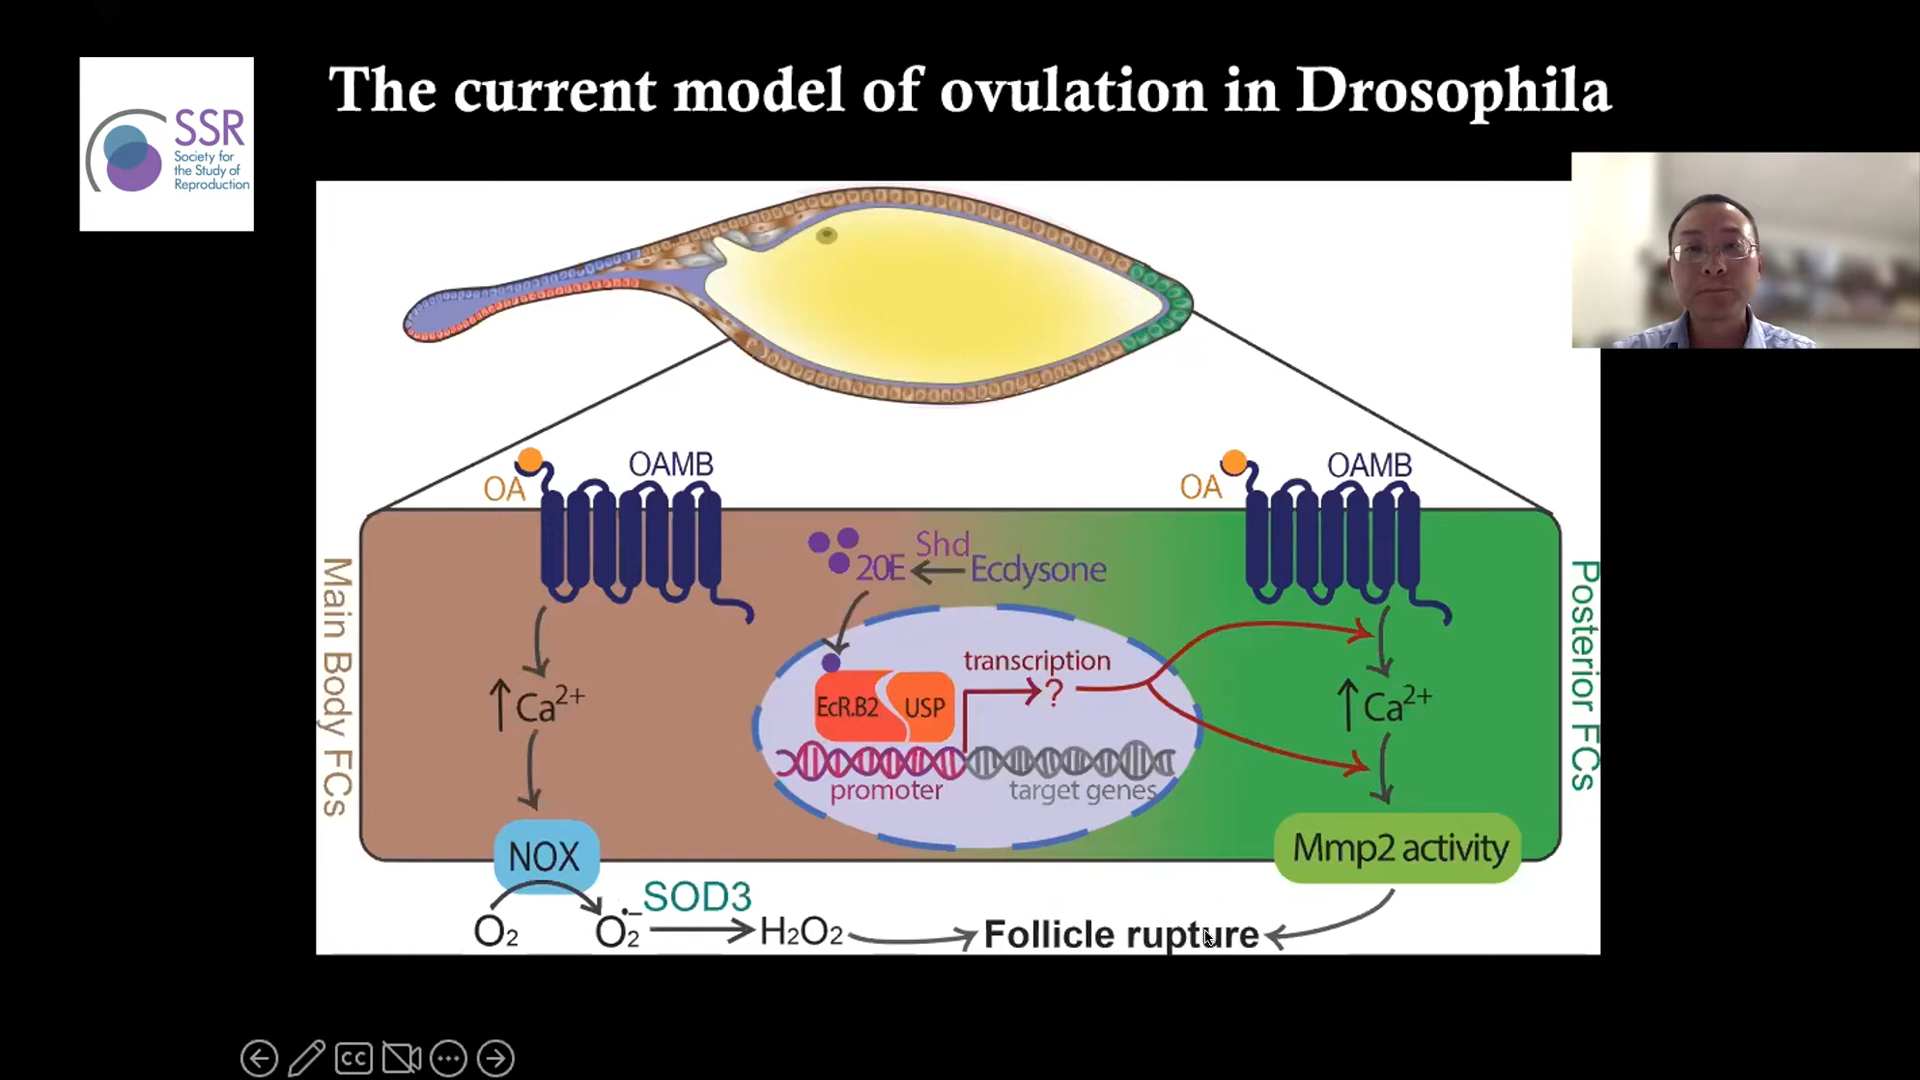 The current model of ovulation in Drosophila
SSR
Society for
the Study of
Reproduction
OA
OAMB
OA
OAMB
Main Body FCs
20E
Shd
Ecdysone
Posterior FCs
transcription
?
EcR.B2
USP
promoter
target genes
↑Ca²⁺
↑Ca²⁺
NOX
Mmp2 activity
SOD3
O₂
O₂•−
H₂O₂
Follicle rupture
CC